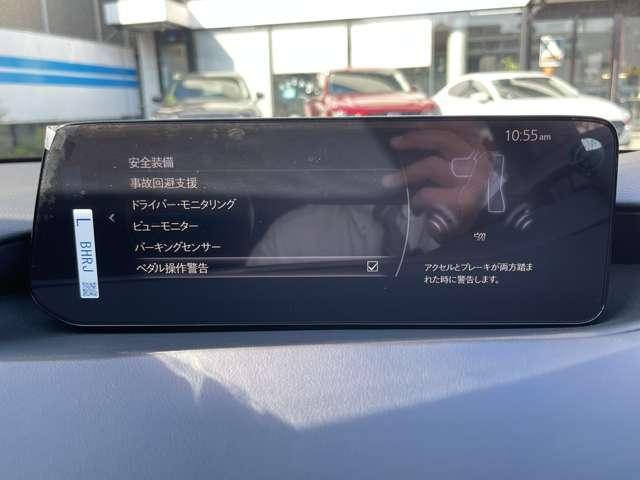 10:55am
安全装備
事故回避支援
ドライバー・モニタリング
ビューモニター
パーキングセンサー
ペダル操作警告
アクセルとブレーキが両方踏ま
れた時に警告します。
L BHRJ